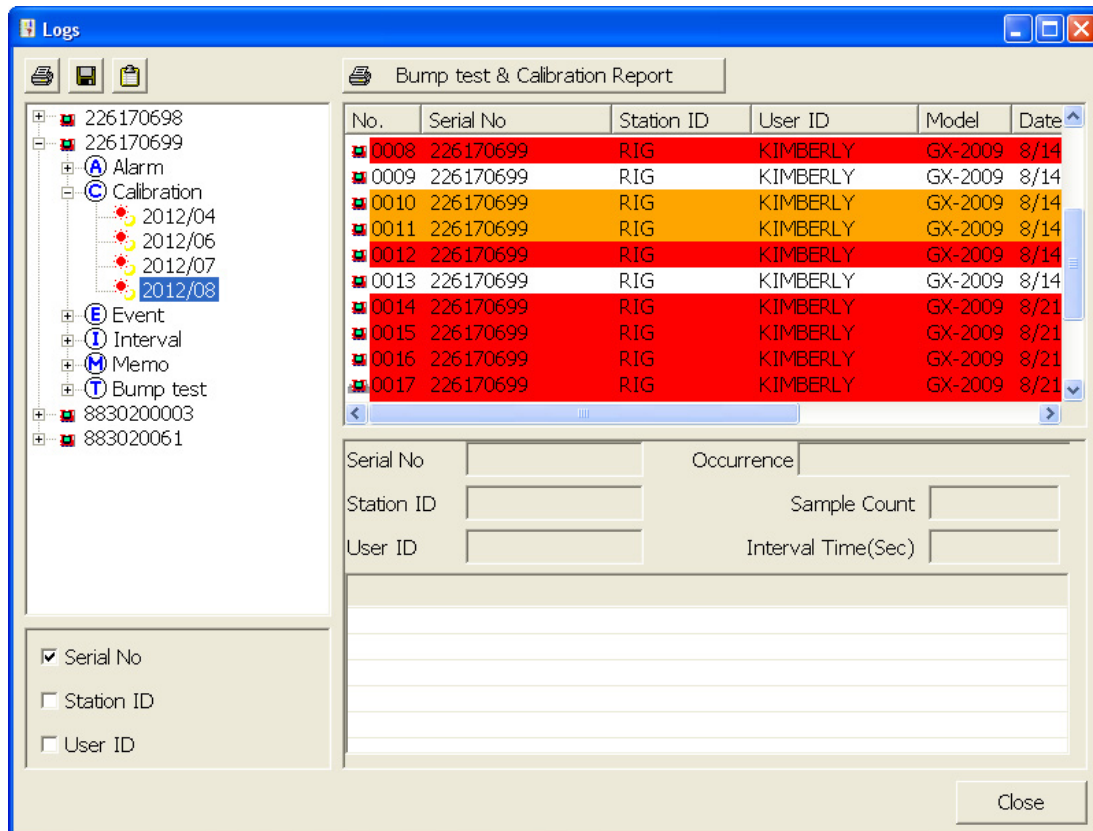 Logs
Bump test & Calibration Report
226170698
226170699
Alarm
Calibration
2012/04
2012/06
2012/07
2012/08
Event
Interval
Memo
Bump test
8830200003
883020061
Serial No
Station ID
User ID
No. Serial No Station ID User ID Model Date
0008 226170699 RIG KIMBERLY GX-2009 8/14
0009 226170699 RIG KIMBERLY GX-2009 8/14
0010 226170699 RIG KIMBERLY GX-2009 8/14
0011 226170699 RIG KIMBERLY GX-2009 8/14
0012 226170699 RIG KIMBERLY GX-2009 8/14
0013 226170699 RIG KIMBERLY GX-2009 8/14
0014 226170699 RIG KIMBERLY GX-2009 8/21
0015 226170699 RIG KIMBERLY GX-2009 8/21
0016 226170699 RIG KIMBERLY GX-2009 8/21
0017 226170699 RIG KIMBERLY GX-2009 8/21
Serial No Occurrence
Station ID Sample Count
User ID Interval Time(Sec)
Close